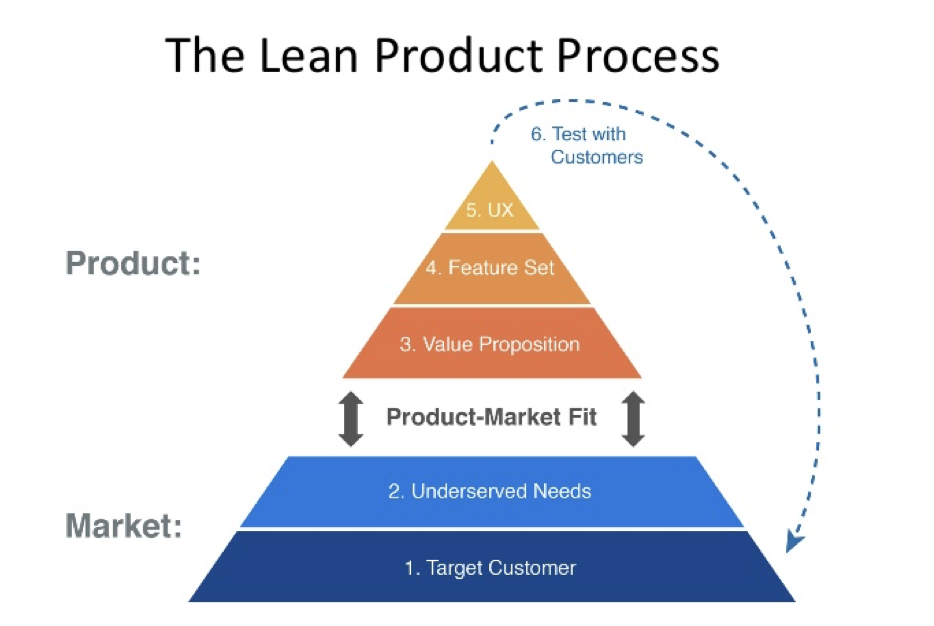 The Lean Product Process
6. Test with
Customers
5. UX
Product:
4. Feature Set
3. Value Proposition
Product-Market Fit
2. Underserved Needs
Market:
1. Target Customer